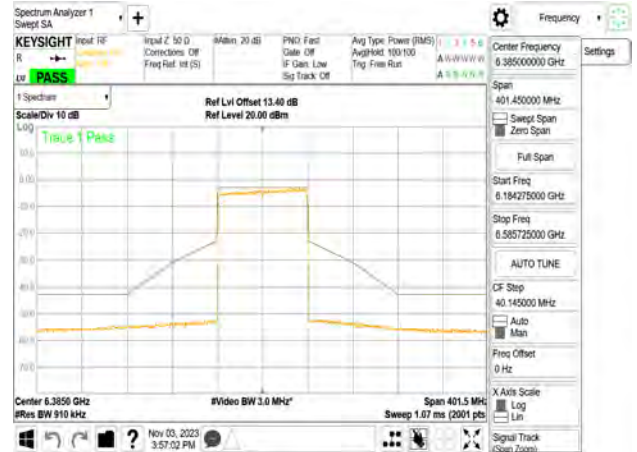 Spectrum Analyzer 1
Swept SA
Frequency
KEYSIGHT
R
PASS
Input: RF
Input Z: 50 Ω
Corrections: Off
Freq Ref: Int (S)
#Atten: 20 dB
PNO: Fast
Gate: Off
IF Gain: Low
Sig Track: Off
Avg Type: Power (RMS)
Avg|Hold: 100/100
Trig: Free Run
1 Spectrum
Scale/Div 10 dB
Ref Lvl Offset 13.40 dB
Ref Level 20.00 dBm
Log
Trace 1 Pass
Center 6.3850 GHz
#Res BW 910 kHz
#Video BW 3.0 MHz*
Span 401.5 MHz
Sweep 1.07 ms (2001 pts
Nov 03, 2023
3:57:02 PM
Center Frequency
6.385000000 GHz
Settings
Span
401.450000 MHz
Swept Span
Zero Span
Full Span
Start Freq
6.184275000 GHz
Stop Freq
6.585725000 GHz
AUTO TUNE
CF Step
40.145000 MHz
Auto
Man
Freq Offset
0 Hz
X Axis Scale
Log
Lin
Signal Track
(Span Zoom)